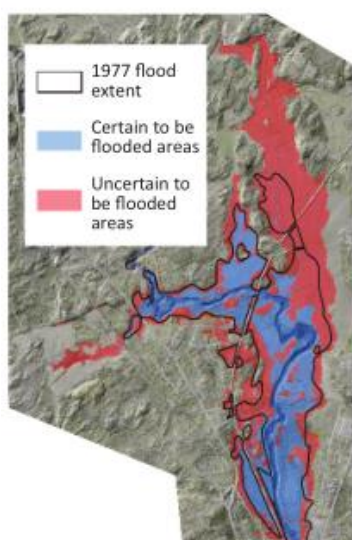 1977 flood
extent
Certain to be
flooded areas
Uncertain to
be flooded
areas